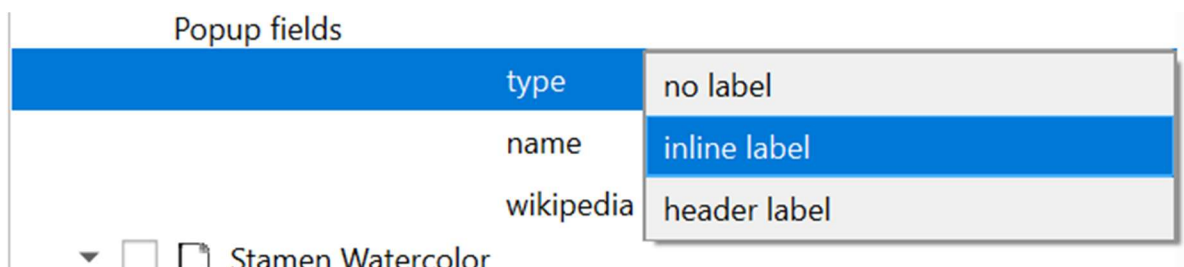 Popup fields
type no label
name inline label
wikipedia header label
Stamen Watercolor